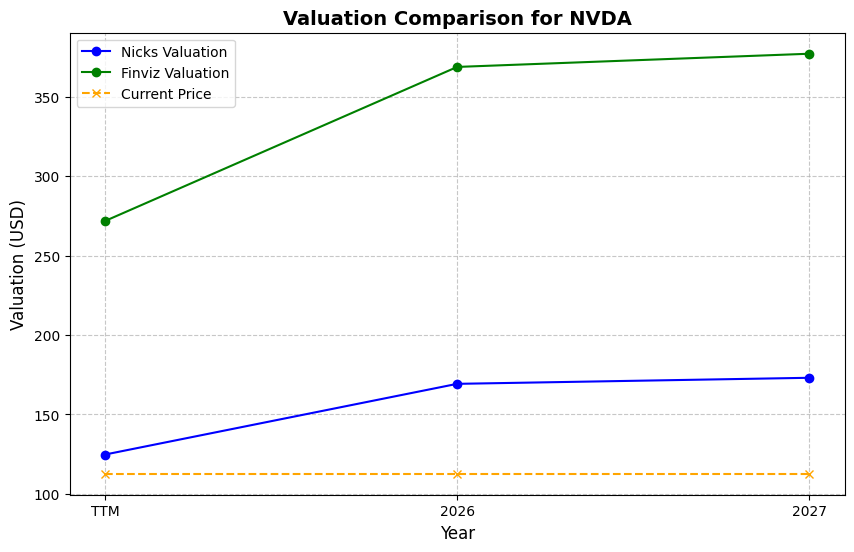 Valuation Comparison for NVDA
Nicks Valuation
Finviz Valuation
Current Price
Valuation (USD)
350
300
250
200
150
100
TTM
2026
2027
Year